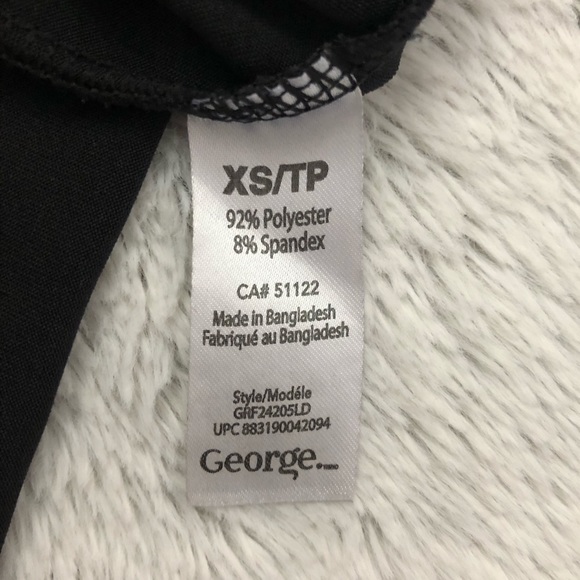 XS/TP
92% Polyester
8% Spandex
CA# 51122
Made in Bangladesh
Fabriqué au Bangladesh
Style/Modéle
GRF24205LD
UPC 883190042094
George.